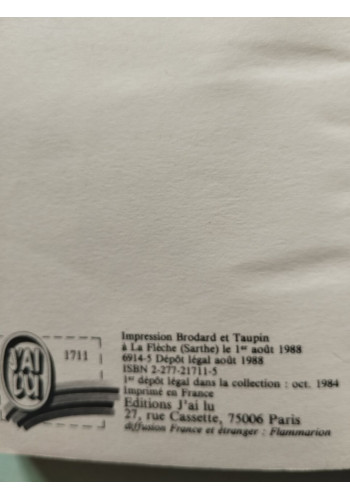 Impression Brodard et Taupin
à La Flèche (Sarthe) le 1er août 1988
6914-5 Dépôt légal août 1988
ISBN 2-277-21711-5
1er dépôt légal dans la collection : oct. 1984
Imprimé en France
Editions J'ai lu
27, rue Cassette, 75006 Paris
diffusion France et étranger : Flammarion
J'AI
LU
1711